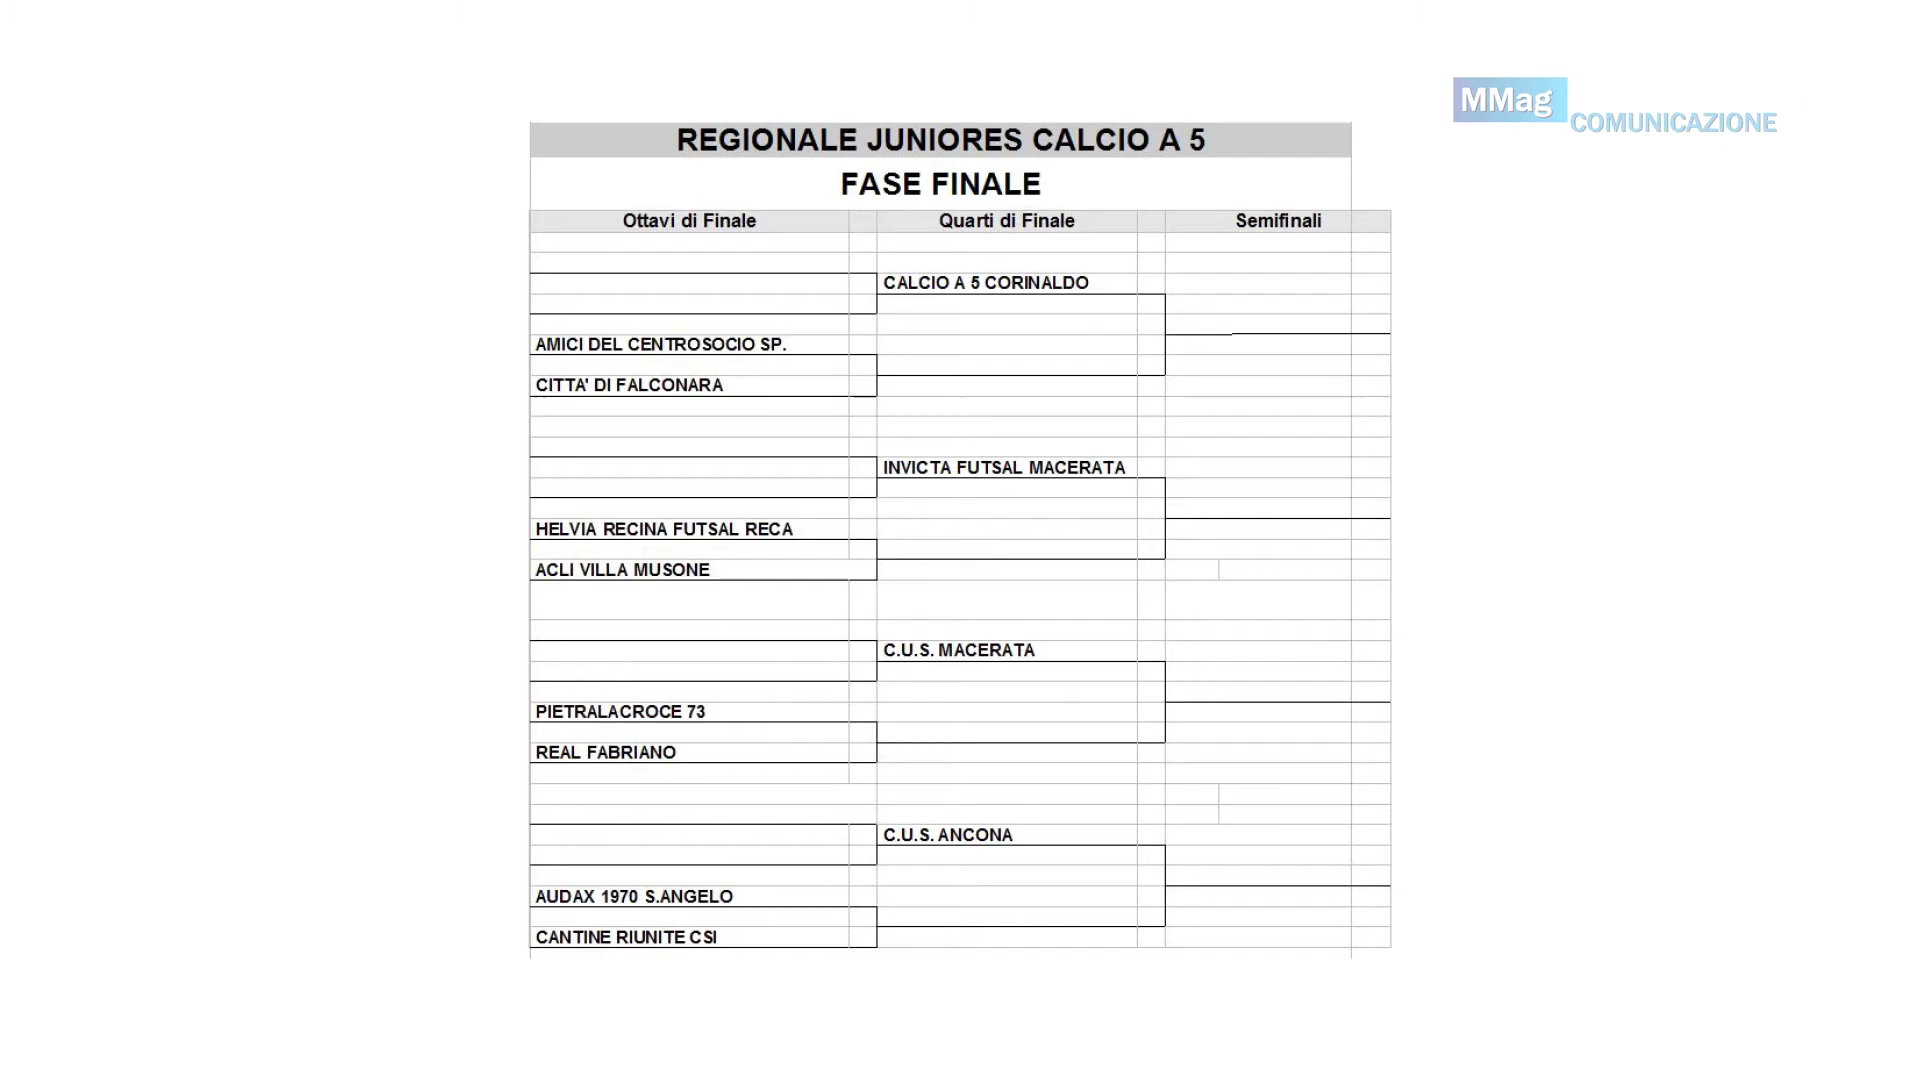 MMag
COMUNICAZIONE
REGIONALE JUNIORES CALCIO A 5
FASE FINALE
Ottavi di Finale Quarti di Finale Semifinali
CALCIO A 5 CORINALDO
AMICI DEL CENTROSOCIO SP.
CITTA' DI FALCONARA
INVICTA FUTSAL MACERATA
HELVIA RECINA FUTSAL RECA
ACLI VILLA MUSONE
C.U.S. MACERATA
PIETRALACROCE 73
REAL FABRIANO
C.U.S. ANCONA
AUDAX 1970 S.ANGELO
CANTINE RIUNITE CSI